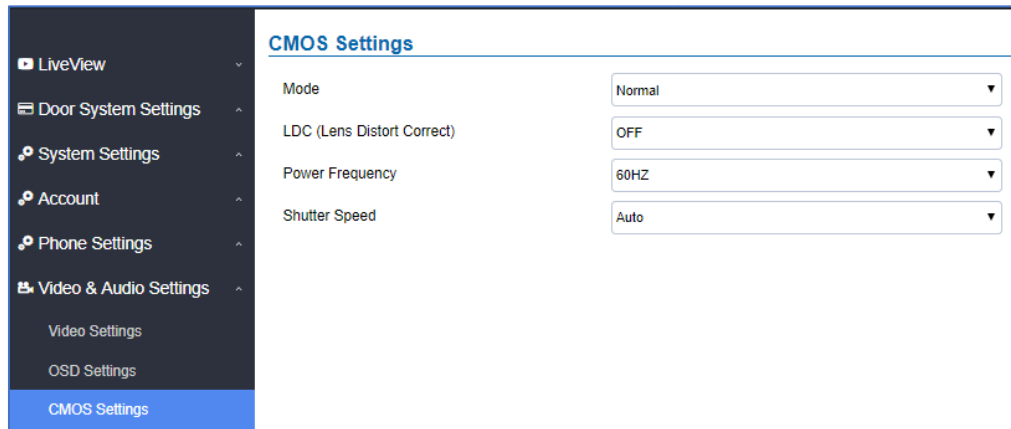 LiveView
Door System Settings
System Settings
Account
Phone Settings
Video & Audio Settings
Video Settings
OSD Settings
CMOS Settings
CMOS Settings
Mode Normal
LDC (Lens Distort Correct) OFF
Power Frequency 60HZ
Shutter Speed Auto